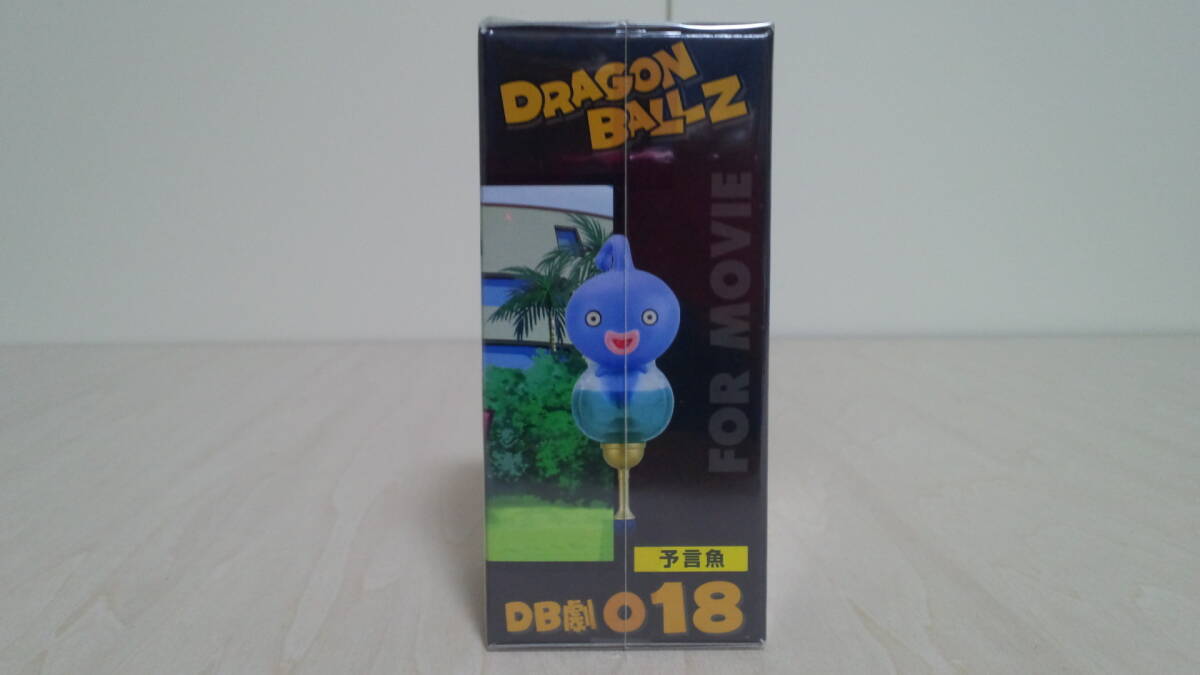 DRAGON
BALL Z
FOR MOVIE
予言魚
DB劇 018